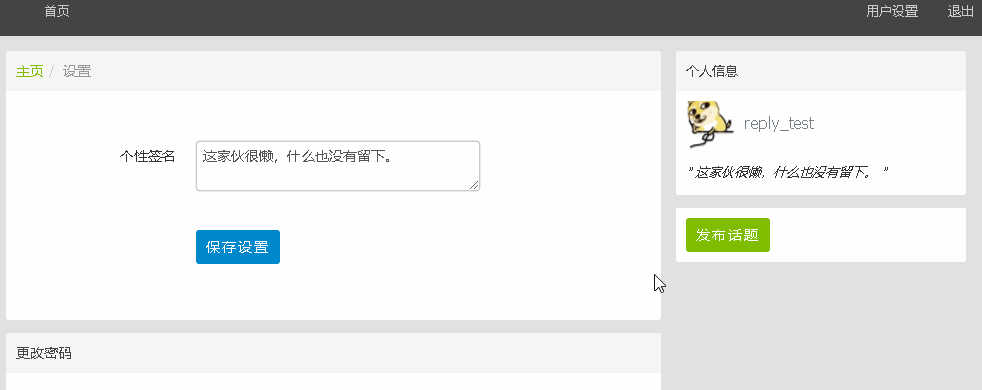 首页 用户设置 退出
主页 / 设置
个性签名 这家伙很懒，什么也没有留下。
保存设置
更改密码
个人信息
reply_test
" 这家伙很懒，什么也没有留下。 "
发布话题